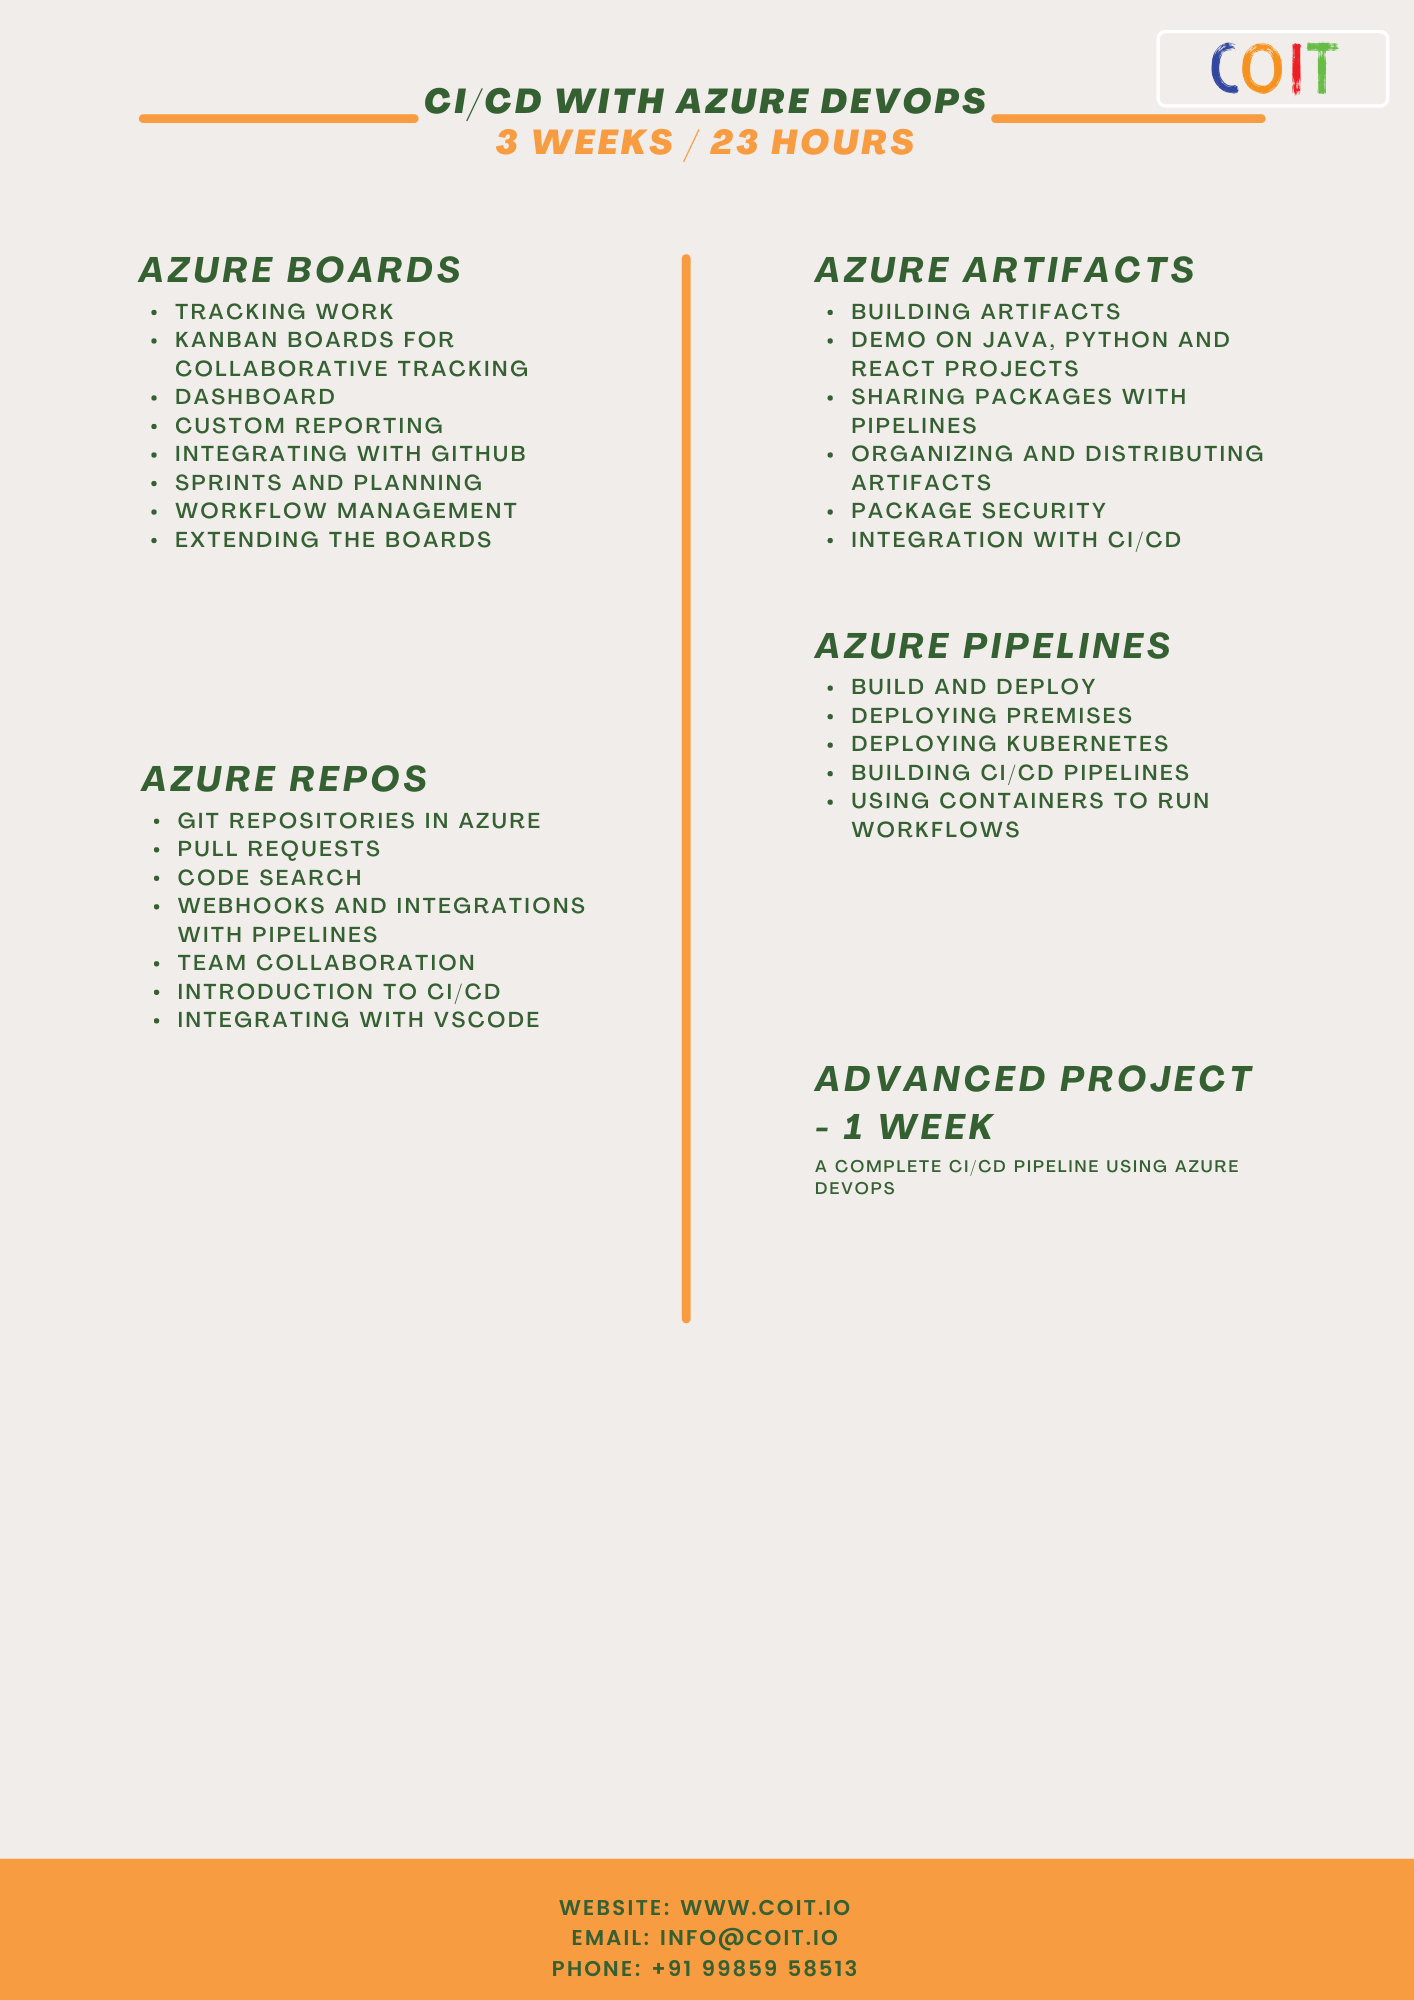 COIT
CI/CD WITH AZURE DEVOPS
3 WEEKS / 23 HOURS
AZURE BOARDS
• TRACKING WORK
• KANBAN BOARDS FOR
COLLABORATIVE TRACKING
• DASHBOARD
• CUSTOM REPORTING
• INTEGRATING WITH GITHUB
• SPRINTS AND PLANNING
• WORKFLOW MANAGEMENT
• EXTENDING THE BOARDS
AZURE REPOS
• GIT REPOSITORIES IN AZURE
• PULL REQUESTS
• CODE SEARCH
• WEBHOOKS AND INTEGRATIONS
WITH PIPELINES
• TEAM COLLABORATION
• INTRODUCTION TO CI/CD
• INTEGRATING WITH VSCODE
AZURE ARTIFACTS
• BUILDING ARTIFACTS
• DEMO ON JAVA, PYTHON AND
REACT PROJECTS
• SHARING PACKAGES WITH
PIPELINES
• ORGANIZING AND DISTRIBUTING
ARTIFACTS
• PACKAGE SECURITY
• INTEGRATION WITH CI/CD
AZURE PIPELINES
• BUILD AND DEPLOY
• DEPLOYING PREMISES
• DEPLOYING KUBERNETES
• BUILDING CI/CD PIPELINES
• USING CONTAINERS TO RUN
WORKFLOWS
ADVANCED PROJECT
- 1 WEEK
A COMPLETE CI/CD PIPELINE USING AZURE
DEVOPS
WEBSITE: WWW.COIT.IO
EMAIL: INFO@COIT.IO
PHONE: +91 99859 58513